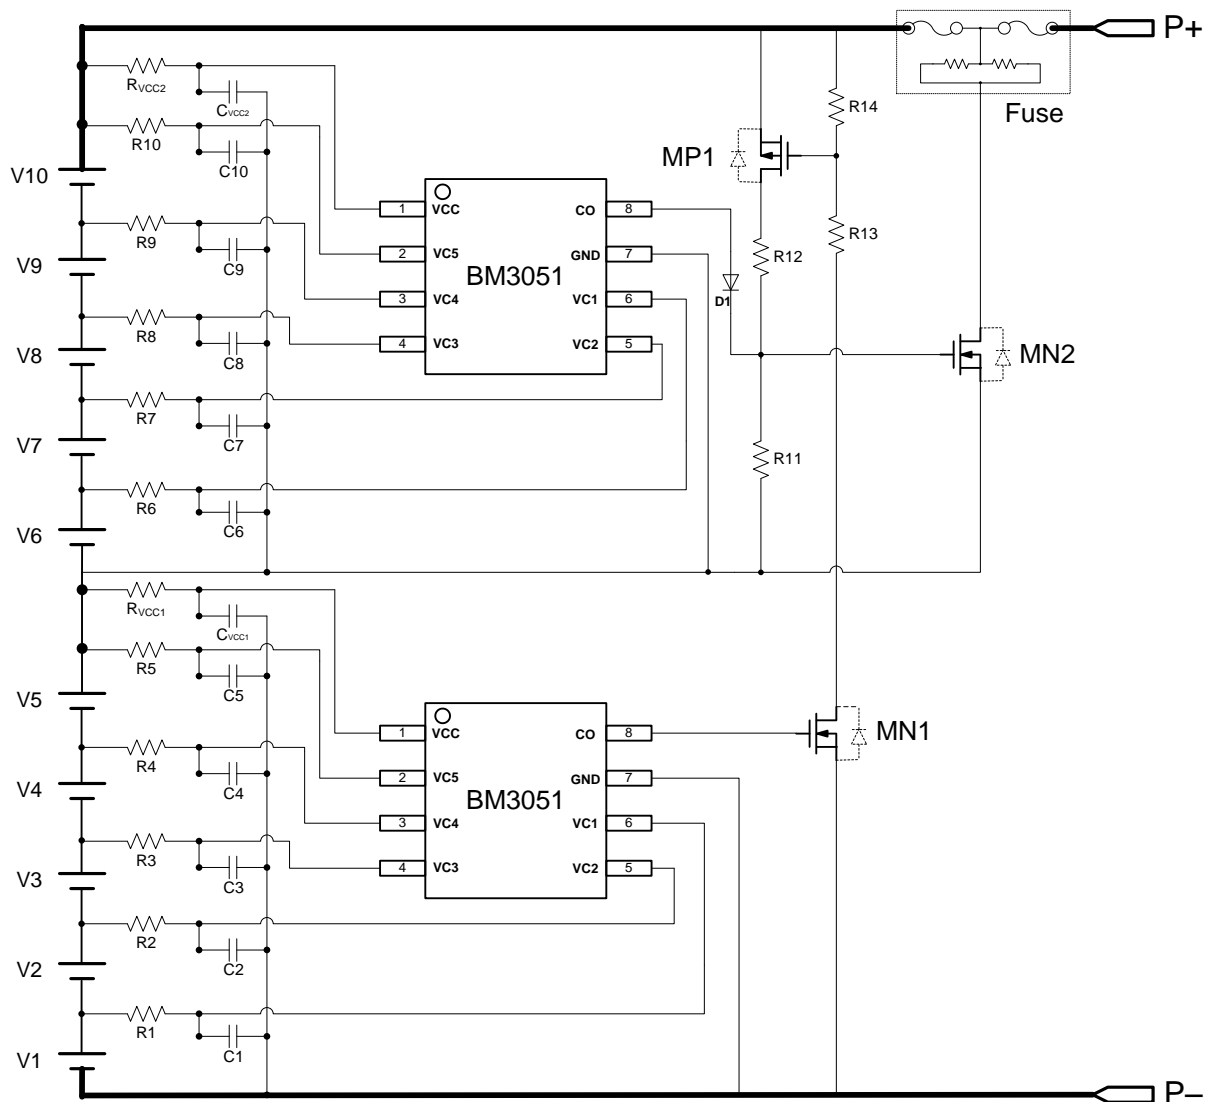 P+
Fuse
RVCC2
CVCC2
R10
C10
V10
R9
C9
V9
R8
C8
V8
R7
C7
V7
R6
C6
V6
BM3051
1 VCC
2 VC5
3 VC4
4 VC3
CO 8
GND 7
VC1 6
VC2 5
MP1
R14
R13
R12
D1
R11
MN2
RVCC1
CVCC1
R5
C5
V5
R4
C4
V4
R3
C3
V3
R2
C2
V2
R1
C1
V1
BM3051
1 VCC
2 VC5
3 VC4
4 VC3
CO 8
GND 7
VC1 6
VC2 5
MN1
P–